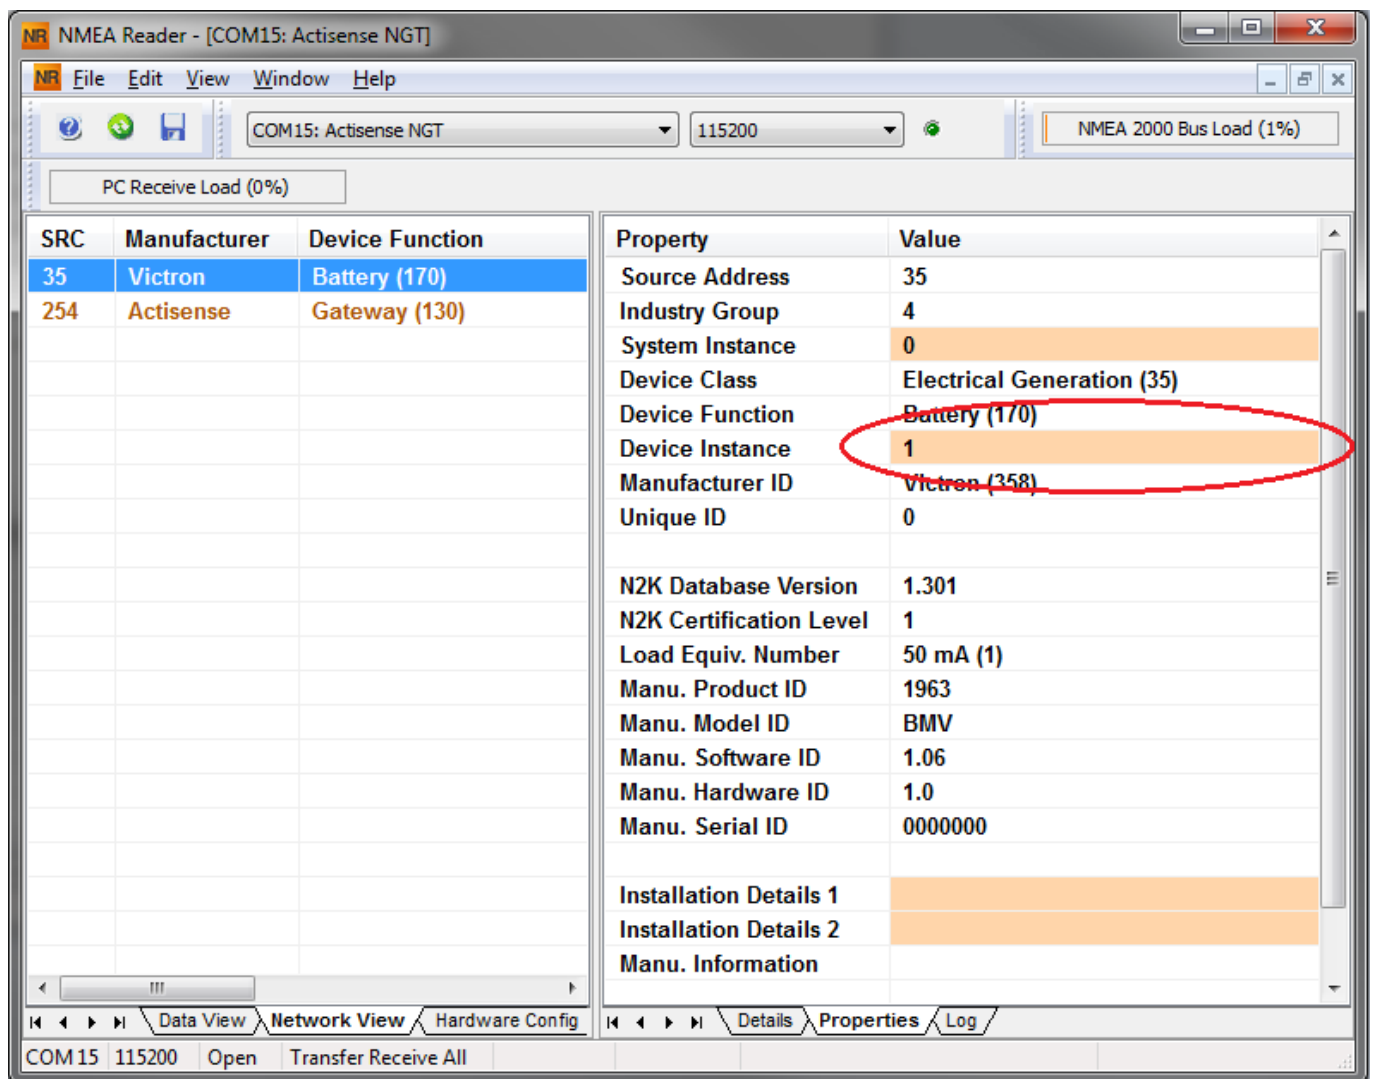 NR NMEA Reader - [COM15: Actisense NGT]
NR File Edit View Window Help
COM15: Actisense NGT 115200 NMEA 2000 Bus Load (1%)
PC Receive Load (0%)
SRC Manufacturer Device Function
35 Victron Battery (170)
254 Actisense Gateway (130)
Property Value
Source Address 35
Industry Group 4
System Instance 0
Device Class Electrical Generation (35)
Device Function Battery (170)
Device Instance 1
Manufacturer ID Victron (358)
Unique ID 0
N2K Database Version 1.301
N2K Certification Level 1
Load Equiv. Number 50 mA (1)
Manu. Product ID 1963
Manu. Model ID BMV
Manu. Software ID 1.06
Manu. Hardware ID 1.0
Manu. Serial ID 0000000
Installation Details 1
Installation Details 2
Manu. Information
Data View Network View Hardware Config
Details Properties Log
COM 15 115200 Open Transfer Receive All